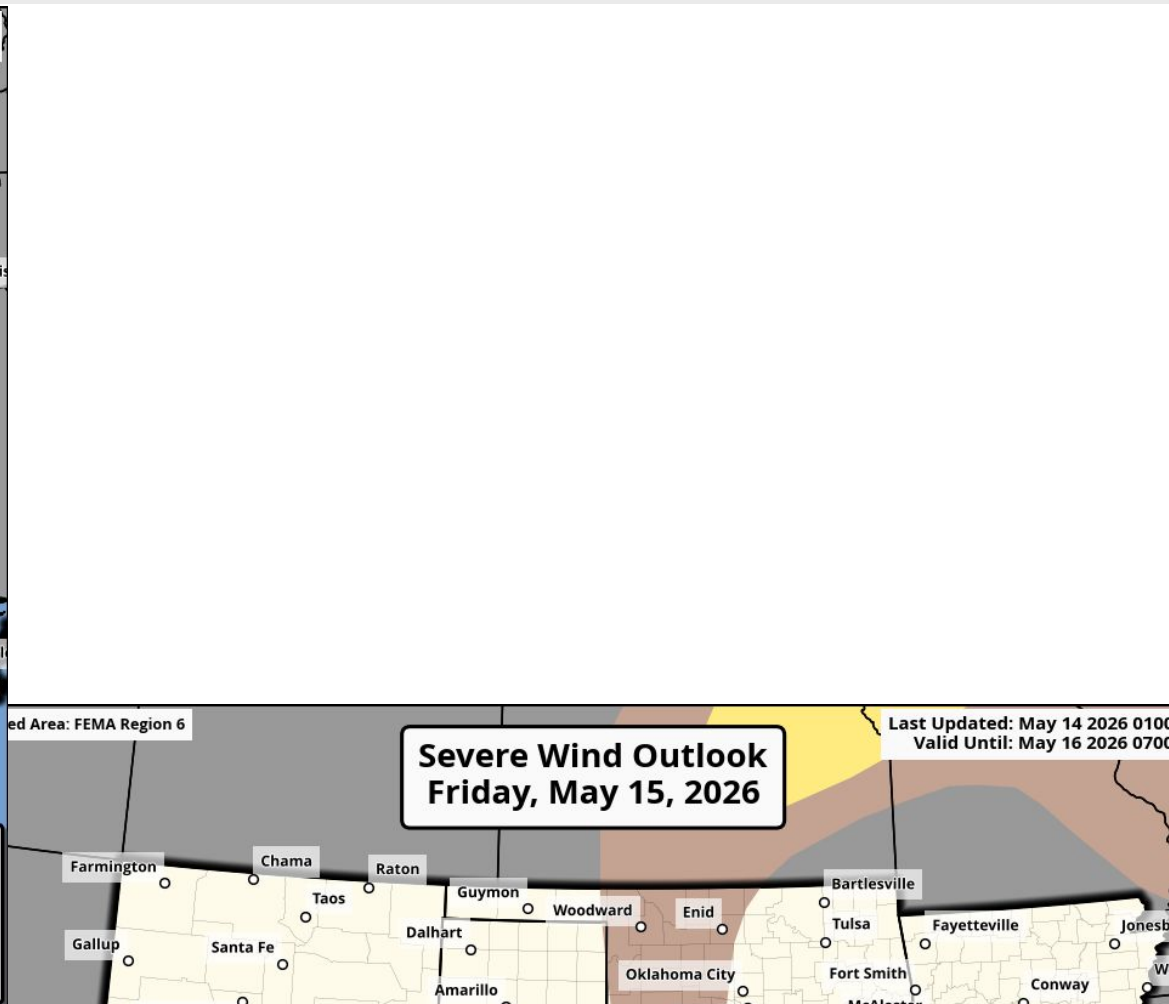 ed Area: FEMA Region 6
Severe Wind Outlook
Friday, May 15, 2026
Last Updated: May 14 2026 0100
Valid Until: May 16 2026 0700
Farmington
Chama
Raton
Taos
Guymon
Woodward
Enid
Bartlesville
Tulsa
Fayetteville
Jonesb
Gallup
Santa Fe
Dalhart
Oklahoma City
Fort Smith
Amarillo
Conway
McAlester
W